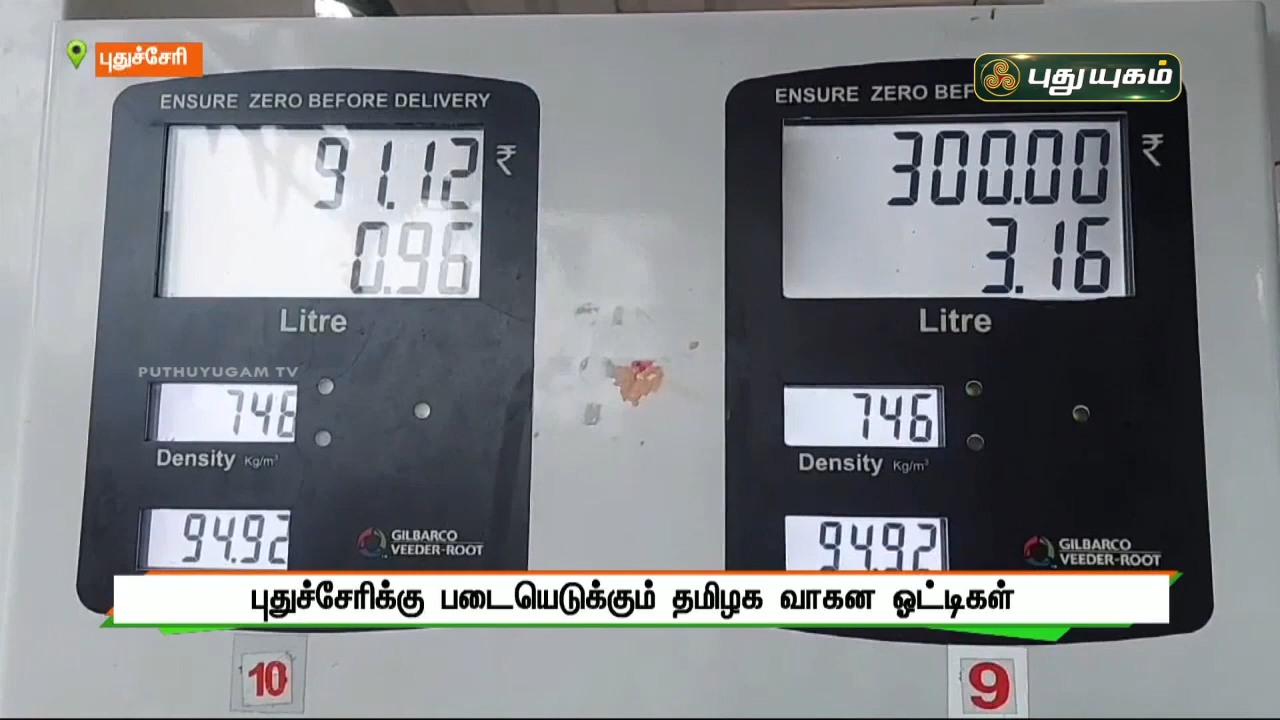 புதுச்சேரி
புதுயுகம்
ENSURE ZERO BEFORE DELIVERY
91.12 ₹
0.96
Litre
PUTHUYUGAM TV
746
Density Kg/m³
94.92
GILBARCO
VEEDER-ROOT
10
ENSURE ZERO
300.00 ₹
3.16
Litre
746
Density Kg/m³
94.92
GILBARCO
VEEDER-ROOT
9
புதுச்சேரிக்கு படையெடுக்கும் தமிழக வாகன ஓட்டிகள்